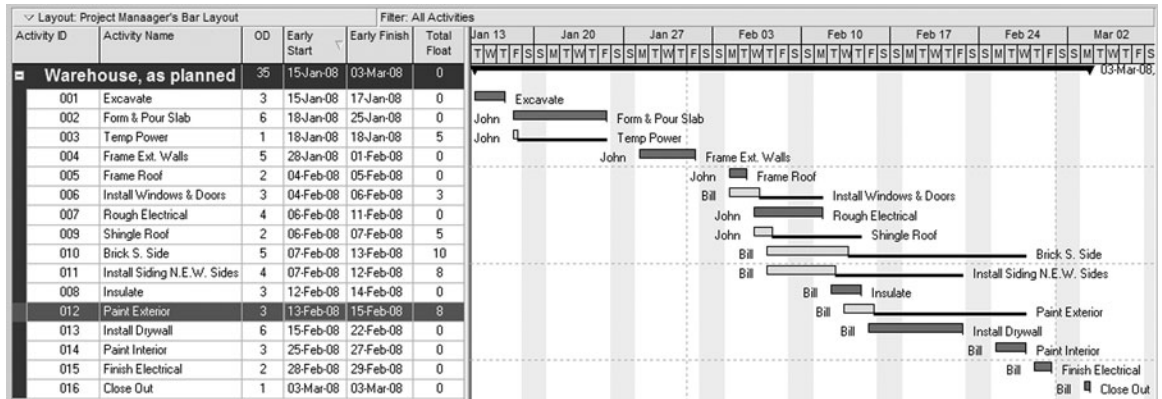 Layout: Project Manaager's Bar Layout Filter: All Activities
Activity ID Activity Name OD Early Start Early Finish Total Float Jan 13 Jan 20 Jan 27 Feb 03 Feb 10 Feb 17 Feb 24 Mar 02
T W T F S S M T W T F S S M T W T F S S M T W T F S S M T W T F S S M T W T F S S M T W T F S S M T W T F S
Warehouse, as planned 35 15-Jan-08 03-Mar-08 0 03-Mar-08,
001 Excavate 3 15-Jan-08 17-Jan-08 0 Excavate
002 Form & Pour Slab 6 18-Jan-08 25-Jan-08 0 John Form & Pour Slab
003 Temp Power 1 18-Jan-08 18-Jan-08 5 John Temp Power
004 Frame Ext. Walls 5 28-Jan-08 01-Feb-08 0 John Frame Ext. Walls
005 Frame Roof 2 04-Feb-08 05-Feb-08 0 John Frame Roof
006 Install Windows & Doors 3 04-Feb-08 06-Feb-08 3 Bill Install Windows & Doors
007 Rough Electrical 4 06-Feb-08 11-Feb-08 0 John Rough Electrical
009 Shingle Roof 2 06-Feb-08 07-Feb-08 5 John Shingle Roof
010 Brick S. Side 5 07-Feb-08 13-Feb-08 10 Bill Brick S. Side
011 Install Siding N.E.W. Sides 4 07-Feb-08 12-Feb-08 8 Bill Install Siding N.E.W. Sides
008 Insulate 3 12-Feb-08 14-Feb-08 0 Bill Insulate
012 Paint Exterior 3 13-Feb-08 15-Feb-08 8 Bill Paint Exterior
013 Install Drywall 6 15-Feb-08 22-Feb-08 0 Bill Install Drywall
014 Paint Interior 3 25-Feb-08 27-Feb-08 0 Bill Paint Interior
015 Finish Electrical 2 28-Feb-08 29-Feb-08 0 Bill Finish Electrical
016 Close Out 1 03-Mar-08 03-Mar-08 0 Bill Close Out